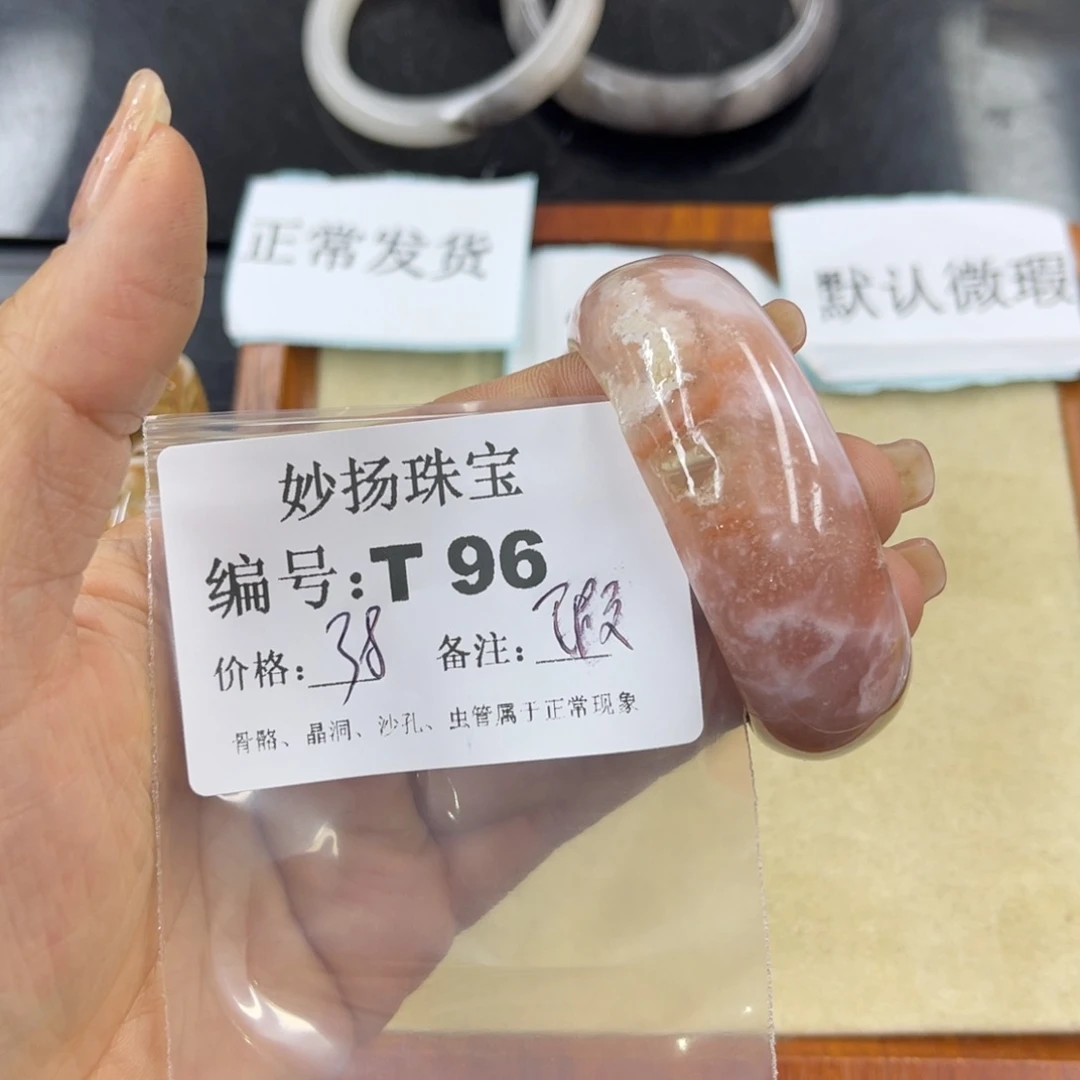 正常发货
默认微瑕
妙扬珠宝
编号:T 96
价格:38 备注:瑕
骨骼、晶洞、沙孔、虫管属于正常现象